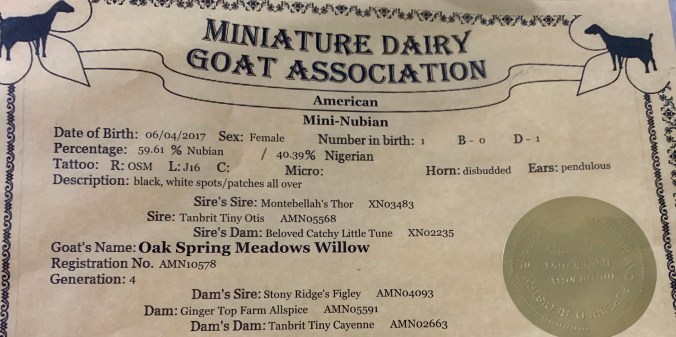 MINIATURE DAIRY
GOAT ASSOCIATION
American
Mini-Nubian
Date of Birth: 06/04/2017 Sex: Female Number in birth: 1 B - 0 D - 1
Percentage: 59.61 % Nubian / 40.39% Nigerian
Tattoo: R: OSM L: J16 C: Micro: Horn: disbudded Ears: pendulous
Description: black, white spots/patches all over
Sire's Sire: Montebellah's Thor XN03483
Sire: Tanbrit Tiny Otis AMN05568
Sire's Dam: Beloved Catchy Little Tune XN02235
Goat's Name: Oak Spring Meadows Willow
Registration No. AMN10578
Generation: 4
Dam's Sire: Stony Ridge's Figley AMN04093
Dam: Ginger Top Farm Allspice AMN05591
Dam's Dam: Tanbrit Tiny Cayenne AMN02663